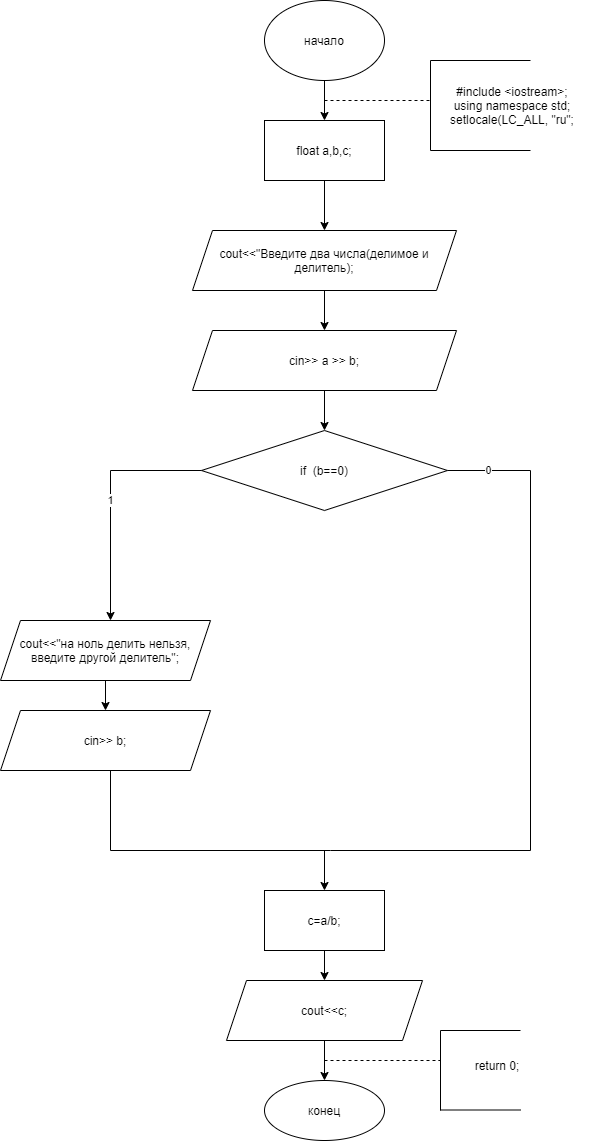 начало
#include <iostream>;
using namespace std;
setlocale(LC_ALL, "ru";
float a,b,c;
cout<<"Введите два числа(делимое и
делитель);
cin>> a >> b;
if (b==0)
0
1
cout<<"на ноль делить нельзя,
введите другой делитель";
cin>> b;
c=a/b;
cout<<c;
return 0;
конец